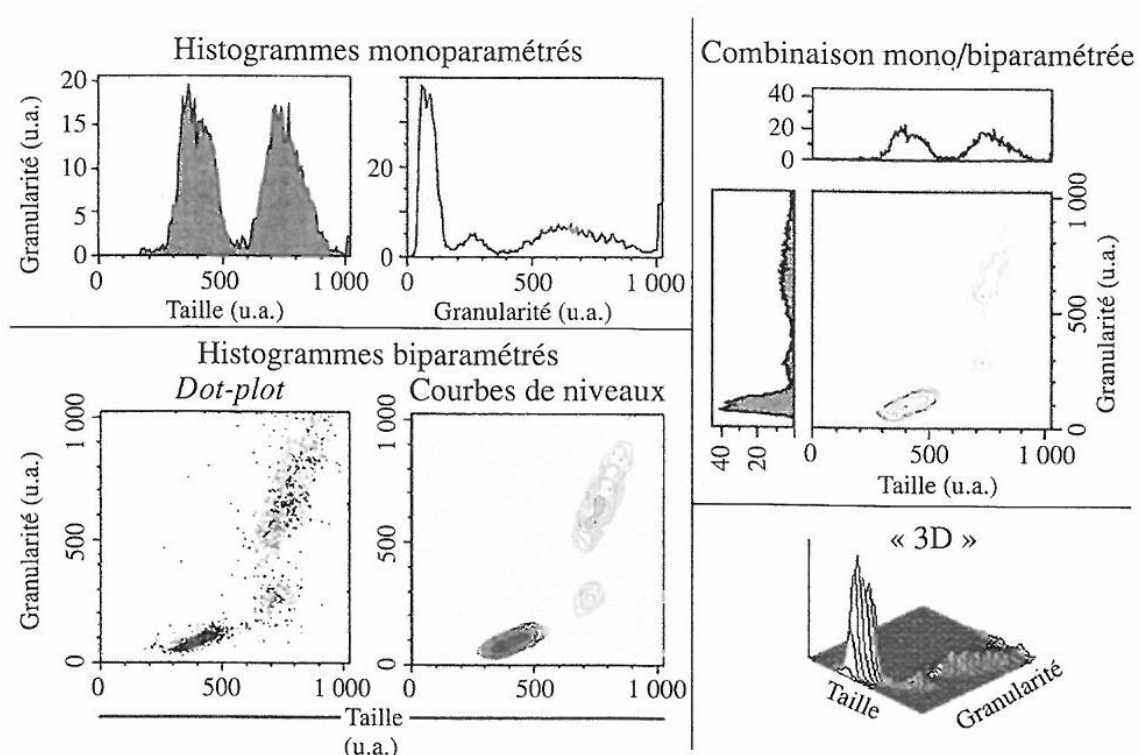 Histogrammes monoparamétrés
Granularité (u.a.)
20
15
10
5
0
0
500
1 000
Taille (u.a.)
20
0
0
500
1 000
Granularité (u.a.)
Histogrammes biparamétrés
Dot-plot
Granularité (u.a.)
1 000
500
0
0
500
1 000
Courbes de niveaux
1 000
500
0
0
500
1 000
Taille
(u.a.)
Combinaison mono/biparamétrée
40
20
0
40
20
1 000
500
0
Granularité (u.a.)
0
500
1 000
Taille (u.a.)
« 3D »
Taille
Granularité